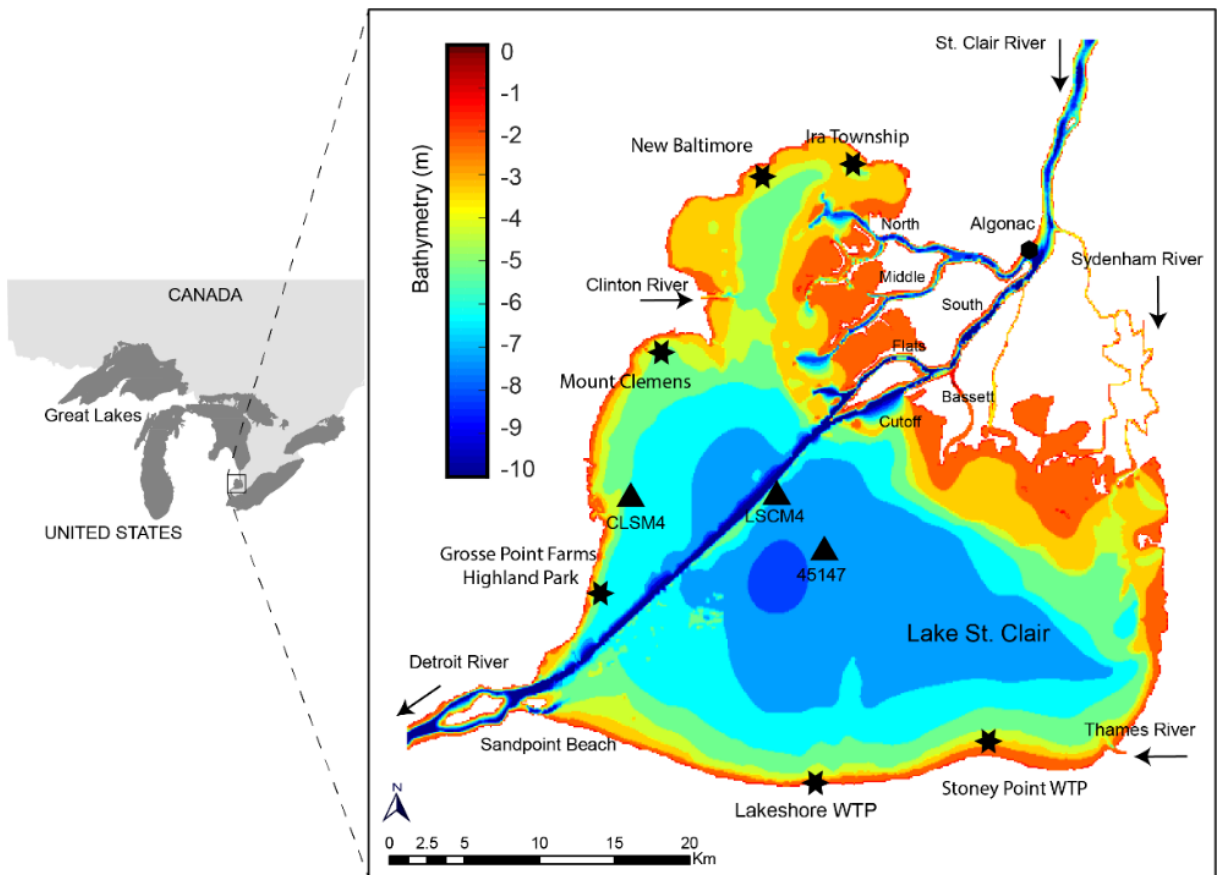 CANADA
Great Lakes
UNITED STATES
Bathymetry (m)
0
-1
-2
-3
-4
-5
-6
-7
-8
-9
-10
St. Clair River
New Baltimore
Ira Township
North
Algonac
Sydenham River
Middle
Clinton River
South
Flats
Mount Clemens
Bassett
Cutoff
CLSM4
LSCM4
45147
Grosse Point Farms
Highland Park
Lake St. Clair
Detroit River
Sandpoint Beach
Thames River
Stoney Point WTP
Lakeshore WTP
N
0 2.5 5 10 15 20
Km